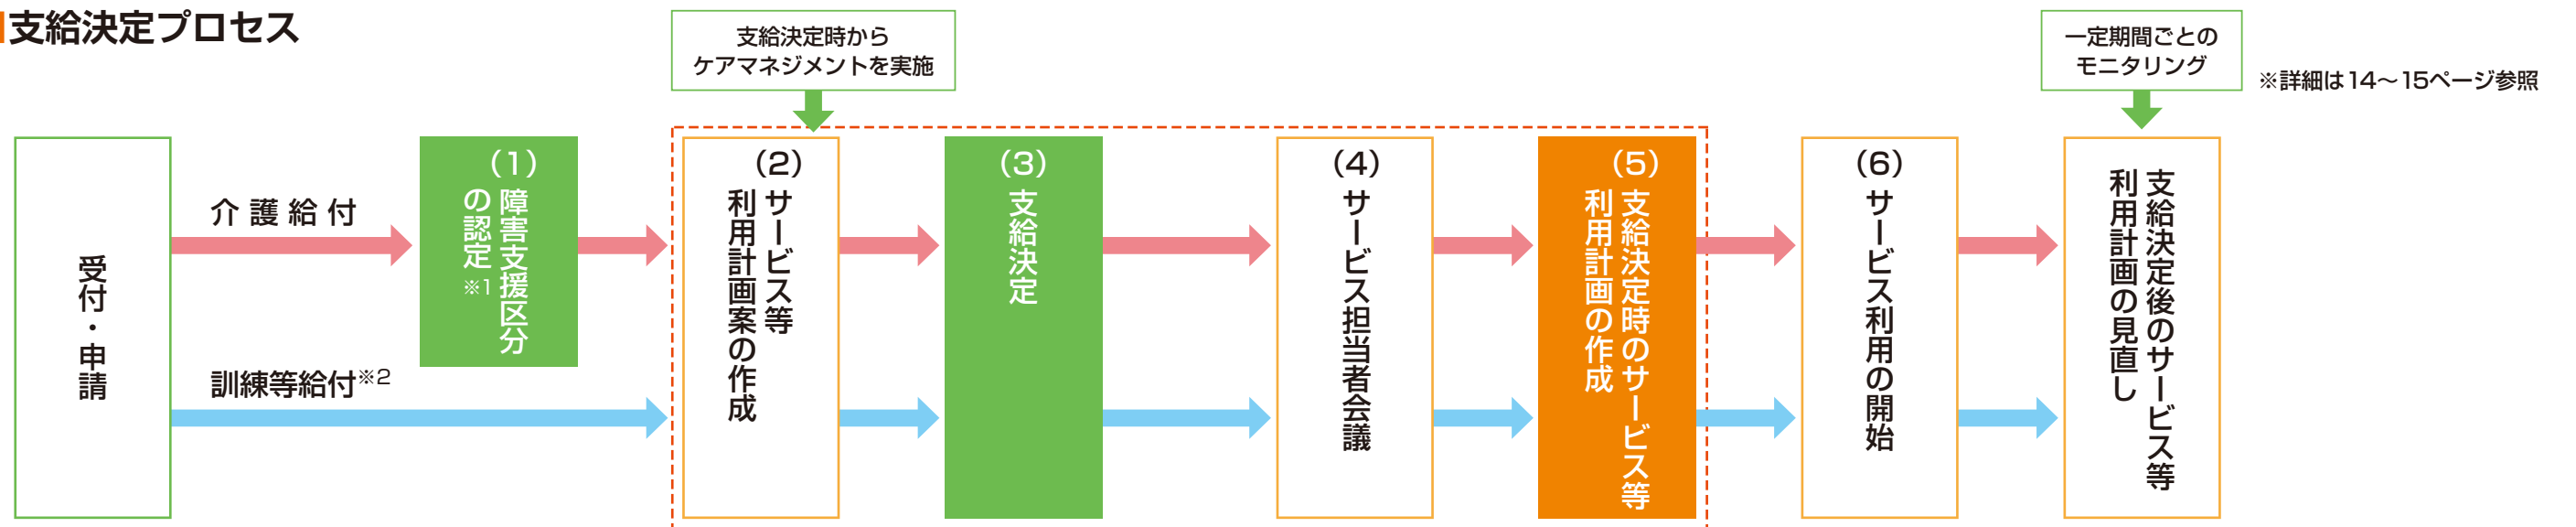 支給決定プロセス
支給決定時から
ケアマネジメントを実施
一定期間ごとの
モニタリング
※詳細は14～15ページ参照
受付・申請
介護給付
訓練等給付※2
（1）
障害支援区分
の認定※1
（2）
サービス等
利用計画案の作成
（3）
支給決定
（4）
サービス担当者会議
（5）
支給決定時のサービス等
利用計画の作成
（6）
サービス利用の開始
支給決定後のサービス等
利用計画の見直し